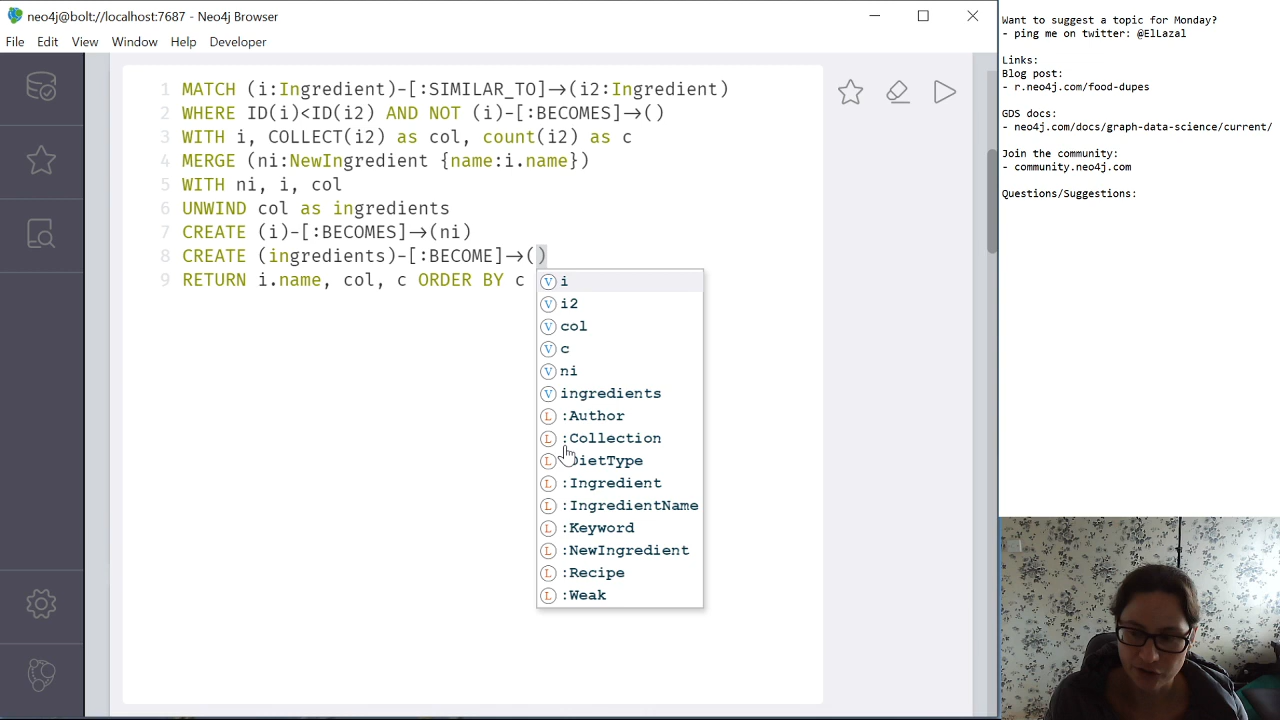 neo4j@bolt://localhost:7687 - Neo4j Browser
File Edit View Window Help Developer
1 MATCH (i:Ingredient)-[:SIMILAR_TO]->(i2:Ingredient)
2 WHERE ID(i)<ID(i2) AND NOT (i)-[:BECOMES]->()
3 WITH i, COLLECT(i2) as col, count(i2) as c
4 MERGE (ni:NewIngredient {name:i.name})
5 WITH ni, i, col
6 UNWIND col as ingredients
7 CREATE (i)-[:BECOMES]->(ni)
8 CREATE (ingredients)-[:BECOME]->()
9 RETURN i.name, col, c ORDER BY c
V i
V i2
V col
V c
V ni
V ingredients
L :Author
L :Collection
L :DietType
L :Ingredient
L :IngredientName
L :Keyword
L :NewIngredient
L :Recipe
L :Weak
Want to suggest a topic for Monday?
- ping me on twitter: @ElLazal
Links:
Blog post:
- r.neo4j.com/food-dupes
GDS docs:
- neo4j.com/docs/graph-data-science/current/
Join the community:
- community.neo4j.com
Questions/Suggestions: